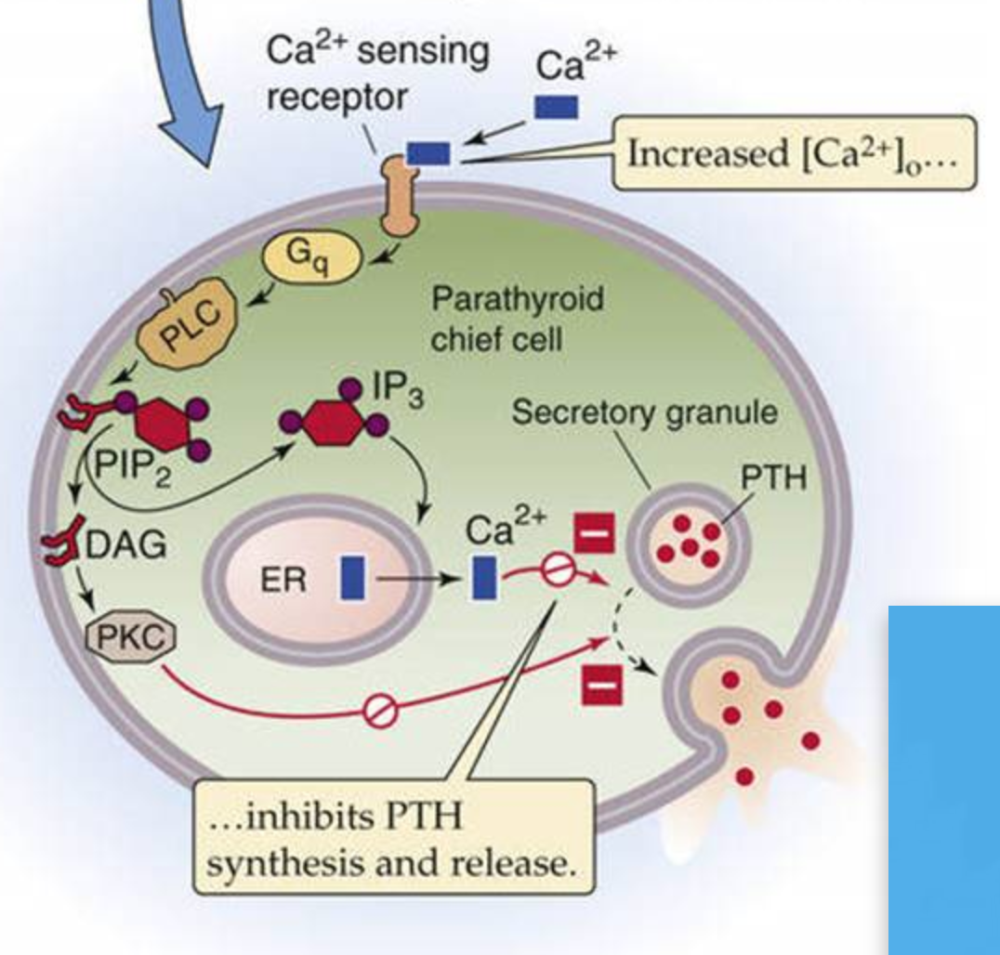 Ca²⁺ sensing
receptor
Ca²⁺
Increased [Ca²⁺]ₒ...
Gq
PLC
Parathyroid
chief cell
IP₃
Secretory granule
PIP₂
PTH
DAG
Ca²⁺
ER
PKC
...inhibits PTH
synthesis and release.